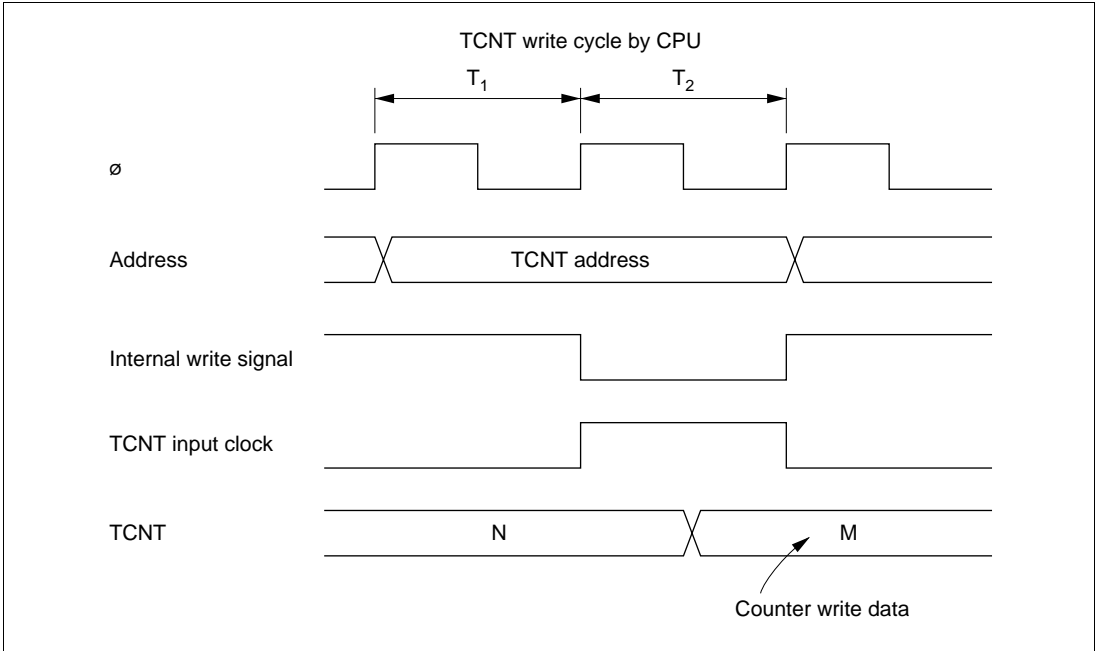 TCNT write cycle by CPU
T1 T2
ø
Address TCNT address
Internal write signal
TCNT input clock
TCNT N M
Counter write data